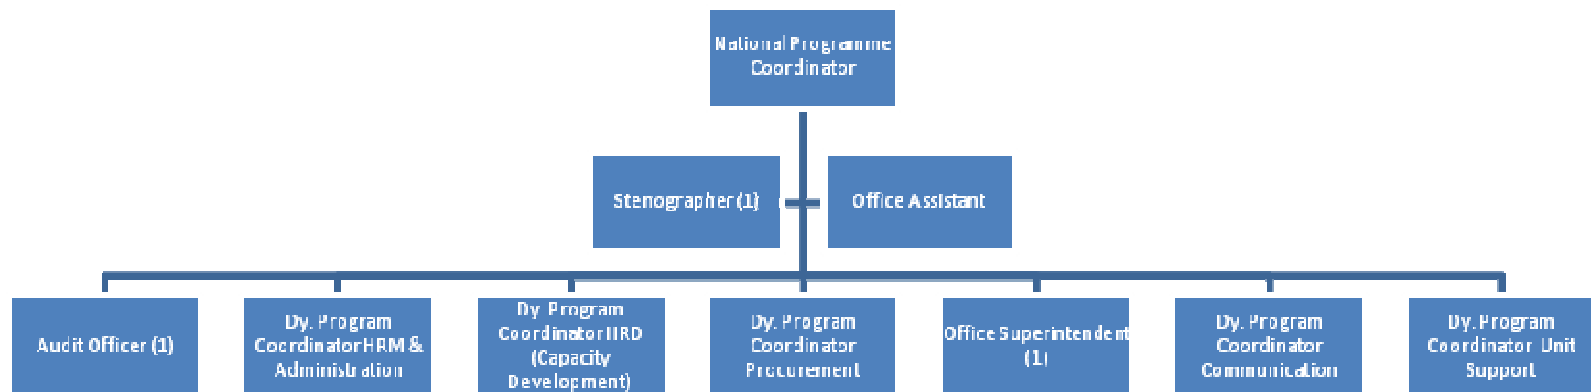 National Programme
Coordinator
Stenographer (1)
Office Assistant
Audit Officer (1)
Dy. Program
Coordinator HRM &
Administration
Dy. Program
Coordinator HRD
(Capacity
Development)
Dy. Program
Coordinator
Procurement
Office Superintendent
(1)
Dy. Program
Coordinator
Communication
Dy. Program
Coordinator Unit
Support